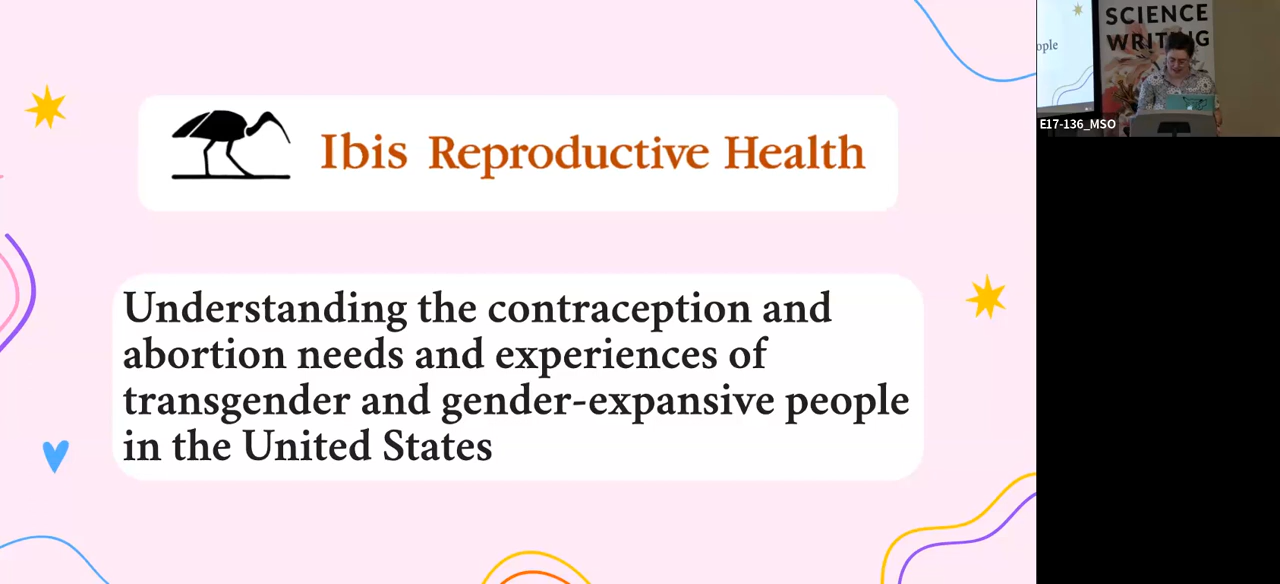 Ibis Reproductive Health
Understanding the contraception and
abortion needs and experiences of
transgender and gender-expansive people
in the United States
SCIENCE
WRITING
ople
E17-136_MSO